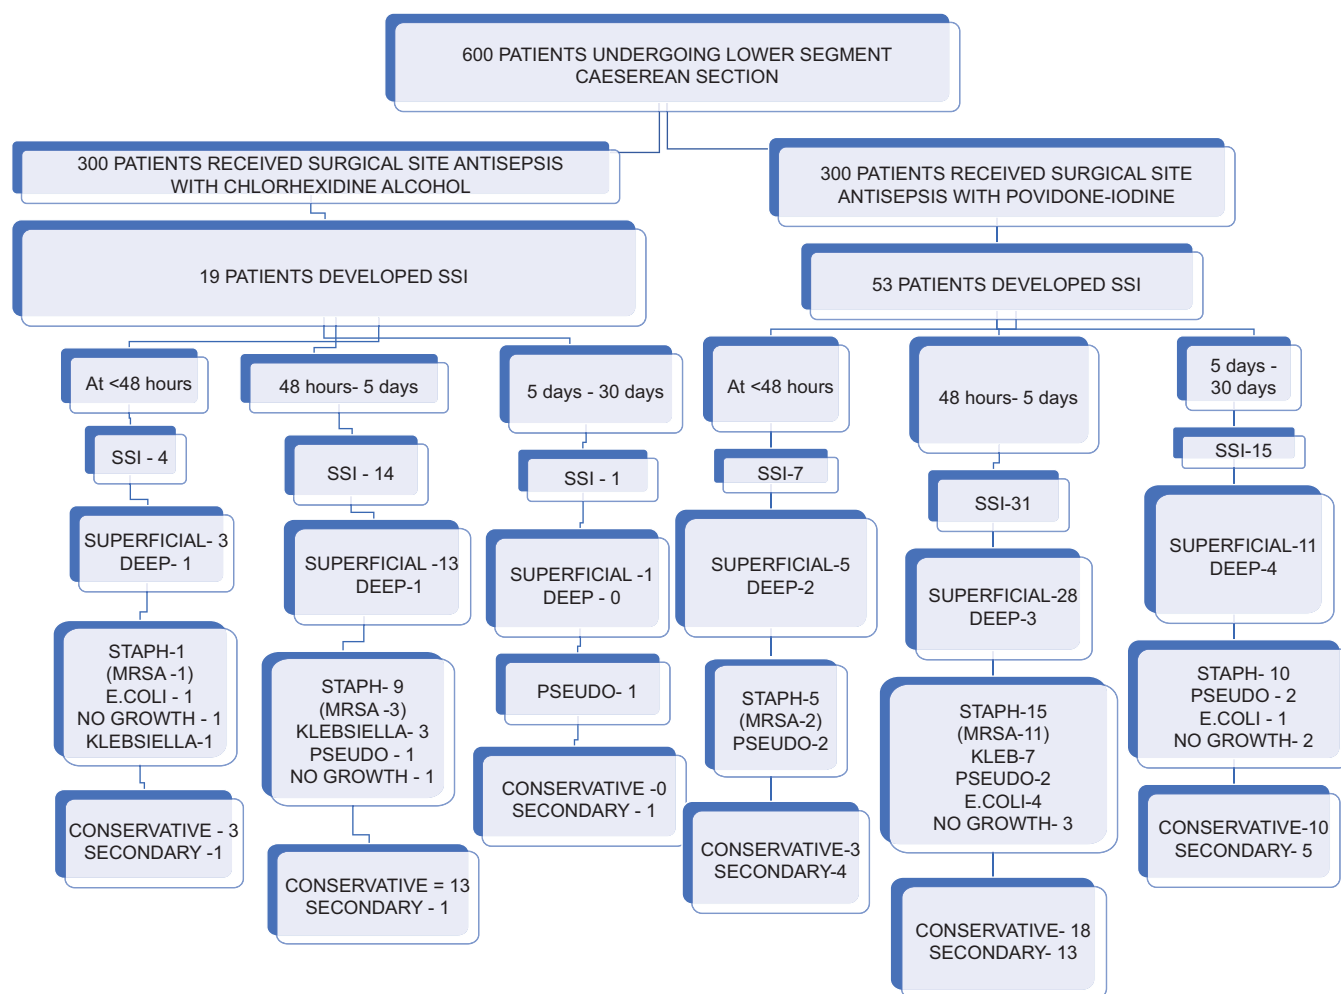 600 PATIENTS UNDERGOING LOWER SEGMENT
CAESEREAN SECTION
300 PATIENTS RECEIVED SURGICAL SITE ANTISEPSIS
WITH CHLORHEXIDINE ALCOHOL
300 PATIENTS RECEIVED SURGICAL SITE
ANTISEPSIS WITH POVIDONE-IODINE
19 PATIENTS DEVELOPED SSI
53 PATIENTS DEVELOPED SSI
At <48 hours
SSI - 4
SUPERFICIAL- 3
DEEP- 1
STAPH-1
(MRSA -1)
E.COLI - 1
NO GROWTH - 1
KLEBSIELLA-1
CONSERVATIVE - 3
SECONDARY -1
48 hours- 5 days
SSI - 14
SUPERFICIAL -13
DEEP-1
STAPH- 9
(MRSA -3)
KLEBSIELLA- 3
PSEUDO - 1
NO GROWTH - 1
CONSERVATIVE = 13
SECONDARY - 1
5 days - 30 days
SSI - 1
SUPERFICIAL -1
DEEP - 0
PSEUDO- 1
CONSERVATIVE -0
SECONDARY - 1
At <48 hours
SSI-7
SUPERFICIAL-5
DEEP-2
STAPH-5
(MRSA-2)
PSEUDO-2
CONSERVATIVE-3
SECONDARY-4
48 hours- 5 days
SSI-31
SUPERFICIAL-28
DEEP-3
STAPH-15
(MRSA-11)
KLEB-7
PSEUDO-2
E.COLI-4
NO GROWTH- 3
CONSERVATIVE- 18
SECONDARY- 13
5 days -
30 days
SSI-15
SUPERFICIAL-11
DEEP-4
STAPH- 10
PSEUDO - 2
E.COLI - 1
NO GROWTH- 2
CONSERVATIVE-10
SECONDARY- 5